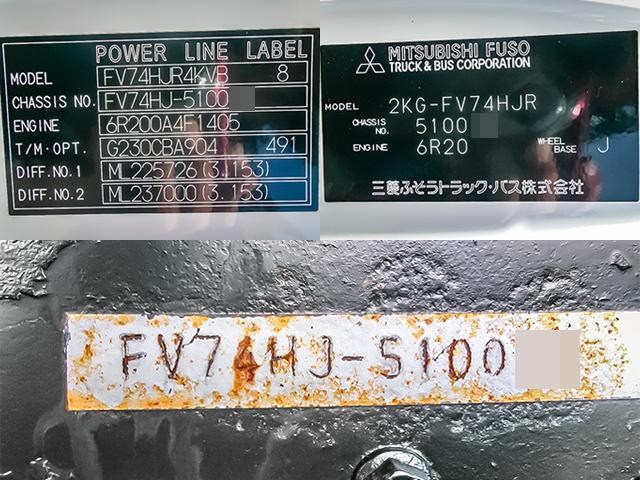 POWER LINE LABEL
MODEL FV74HJR4KVB 8
CHASSIS NO. FV74HJ-5100
ENGINE 6R200A4F1405
T/M・OPT. G2300BA904 491
DIFF.NO.1 ML225726(3.153)
DIFF.NO.2 ML237000(3.153)
MITSUBISHI FUSO
TRUCK & BUS CORPORATION
MODEL 2KG-FV74HJR
CHASSIS NO. 5100
ENGINE 6R20 WHEEL BASE J
三菱ふそうトラック・バス株式会社
FV74HJ-5100